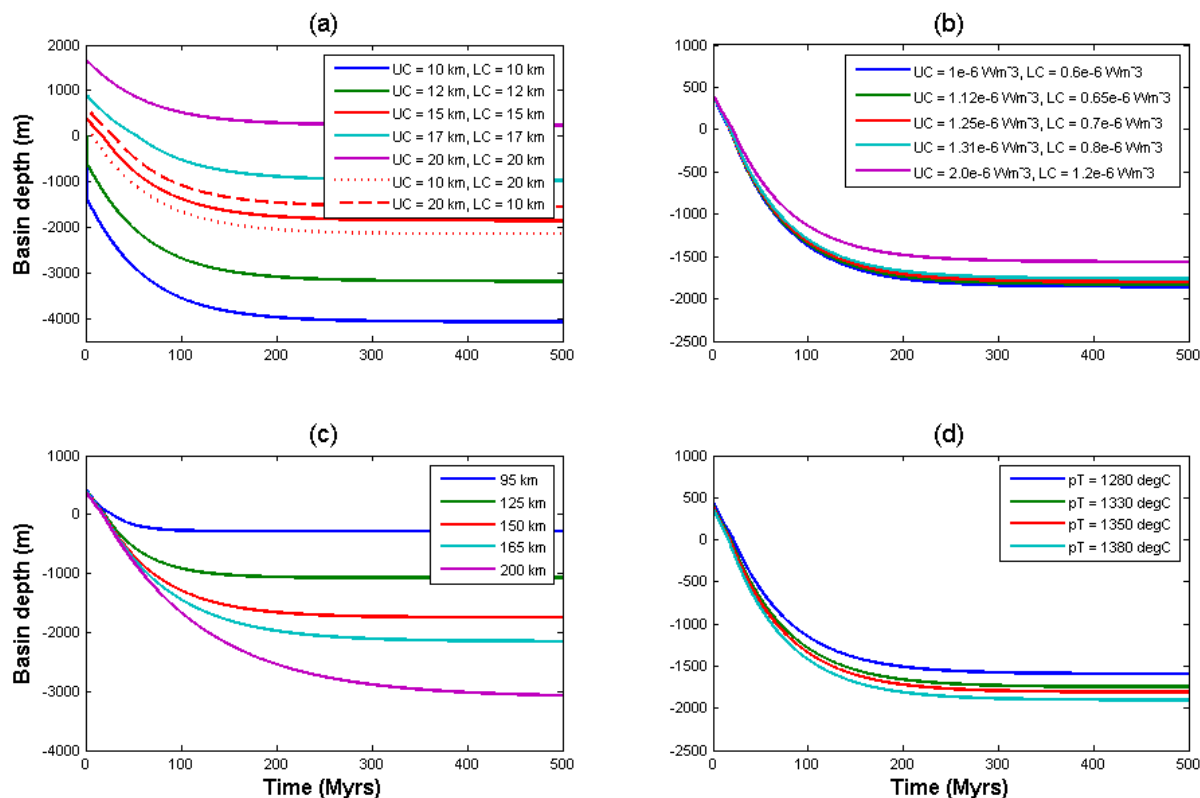 (a)
Basin depth (m)
2000
1000
0
-1000
-2000
-3000
-4000
UC = 10 km, LC = 10 km
UC = 12 km, LC = 12 km
UC = 15 km, LC = 15 km
UC = 17 km, LC = 17 km
UC = 20 km, LC = 20 km
UC = 10 km, LC = 20 km
UC = 20 km, LC = 10 km
0 100 200 300 400 500
(b)
1000
500
0
-500
-1000
-1500
-2000
-2500
UC = 1e-6 Wm^-3, LC = 0.6e-6 Wm^-3
UC = 1.12e-6 Wm^-3, LC = 0.65e-6 Wm^-3
UC = 1.25e-6 Wm^-3, LC = 0.7e-6 Wm^-3
UC = 1.31e-6 Wm^-3, LC = 0.8e-6 Wm^-3
UC = 2.0e-6 Wm^-3, LC = 1.2e-6 Wm^-3
0 100 200 300 400 500
(c)
Basin depth (m)
1000
0
-1000
-2000
-3000
-4000
95 km
125 km
150 km
165 km
200 km
0 100 200 300 400 500
Time (Myrs)
(d)
1000
500
0
-500
-1000
-1500
-2000
-2500
pT = 1280 degC
pT = 1330 degC
pT = 1350 degC
pT = 1380 degC
0 100 200 300 400 500
Time (Myrs)